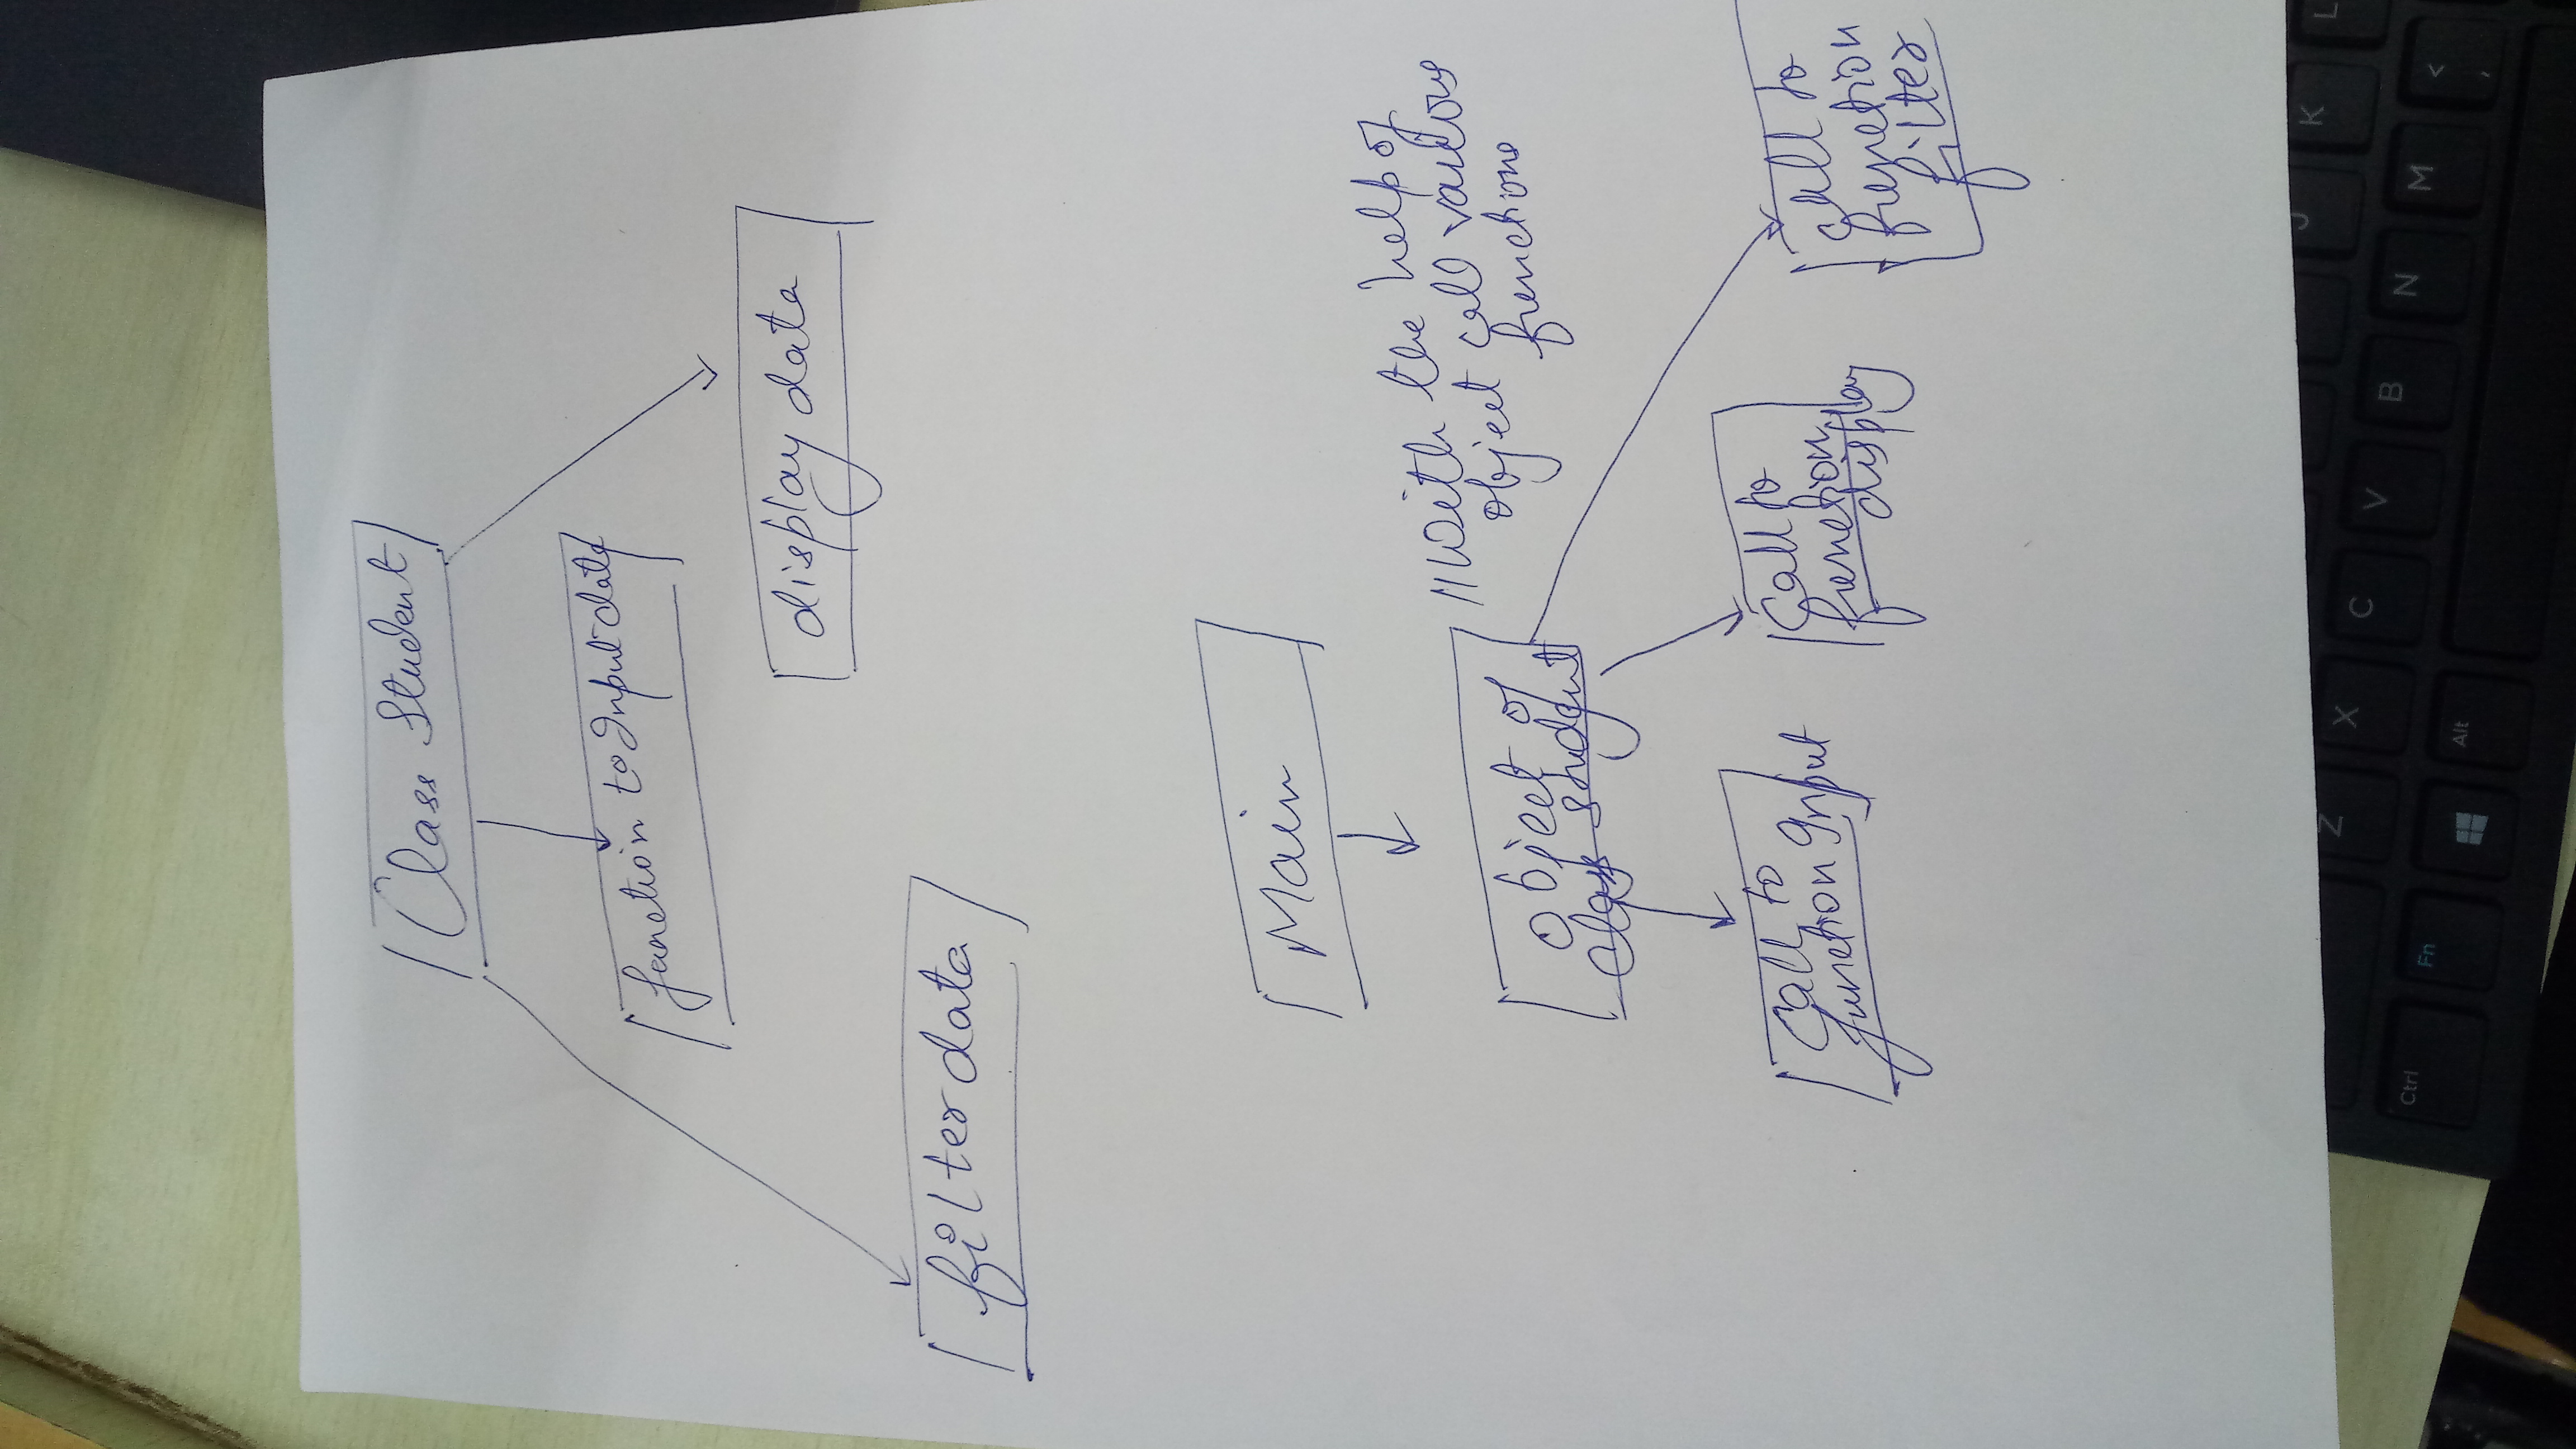 Class Student
function to Input data
display data
filter data
Main
//with the help of
object call various
functions
Object of
class student
Call to
function Input
Call to
function
display
Call to
function
filter
L
K
J
<
,
M
N
B
V
C
X
Z
Alt
Fn
Ctrl